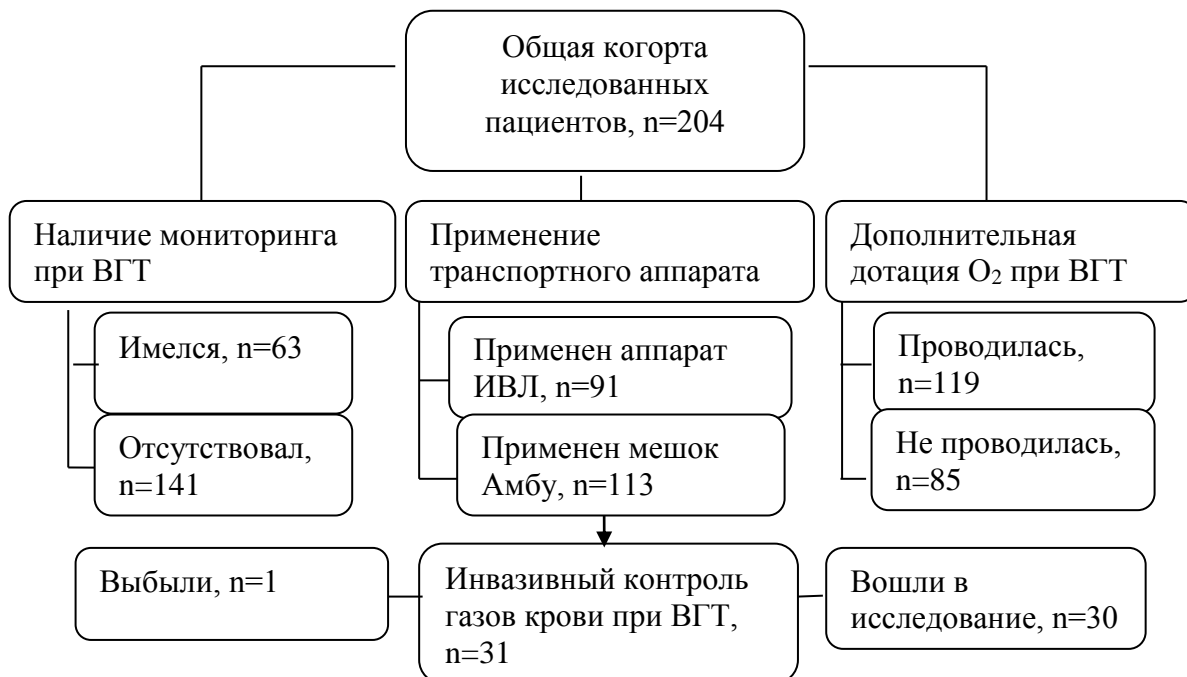 Общая когорта
исследованных
пациентов, n=204
Наличие мониторинга
при ВГТ
Применение
транспортного аппарата
Дополнительная
дотация O₂ при ВГТ
Имелся, n=63
Отсутствовал,
n=141
Применен аппарат
ИВЛ, n=91
Применен мешок
Амбу, n=113
Проводилась,
n=119
Не проводилась,
n=85
Выбыли, n=1
Инвазивный контроль
газов крови при ВГТ,
n=31
Вошли в
исследование, n=30